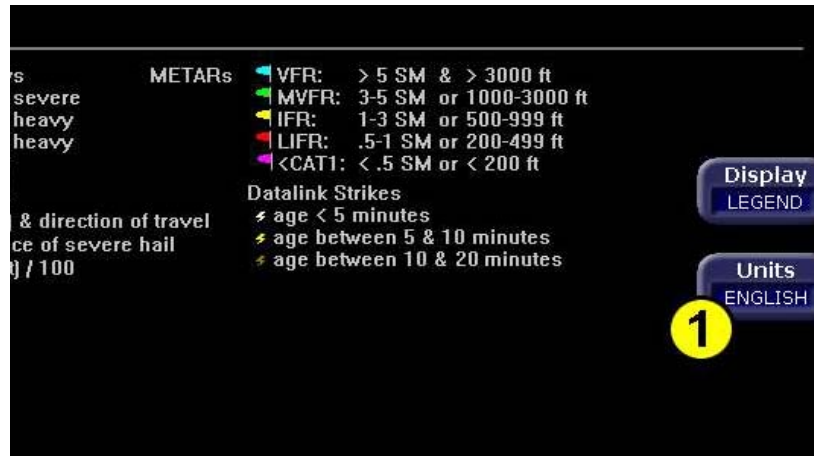 METARs VFR: > 5 SM & > 3000 ft
severe MVFR: 3-5 SM or 1000-3000 ft
heavy IFR: 1-3 SM or 500-999 ft
heavy LIFR: .5-1 SM or 200-499 ft
<CAT1: < .5 SM or < 200 ft
Datalink Strikes
& direction of travel age < 5 minutes
ce of severe hail age between 5 & 10 minutes
) / 100 age between 10 & 20 minutes
Display
LEGEND
Units
ENGLISH
1